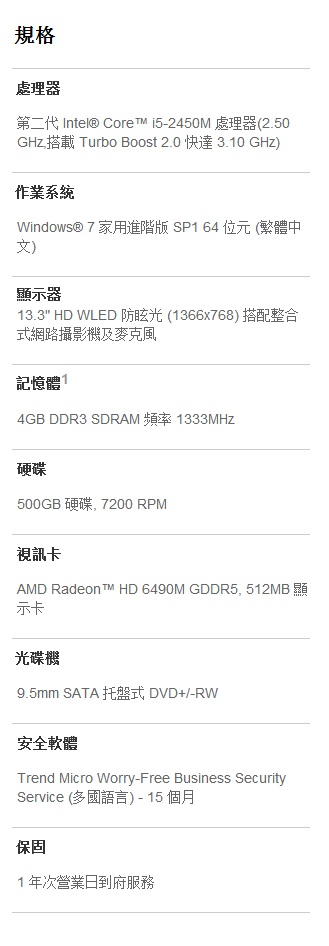 規格
處理器
第二代 Intel® Core™ i5-2450M 處理器(2.50
GHz,搭載 Turbo Boost 2.0 快達 3.10 GHz)
作業系統
Windows® 7 家用進階版 SP1 64 位元 (繁體中
文)
顯示器
13.3" HD WLED 防眩光 (1366x768) 搭配整合
式網路攝影機及麥克風
記憶體1
4GB DDR3 SDRAM 頻率 1333MHz
硬碟
500GB 硬碟, 7200 RPM
視訊卡
AMD Radeon™ HD 6490M GDDR5, 512MB 顯
示卡
光碟機
9.5mm SATA 托盤式 DVD+/-RW
安全軟體
Trend Micro Worry-Free Business Security
Service (多國語言) - 15 個月
保固
1 年次營業日到府服務